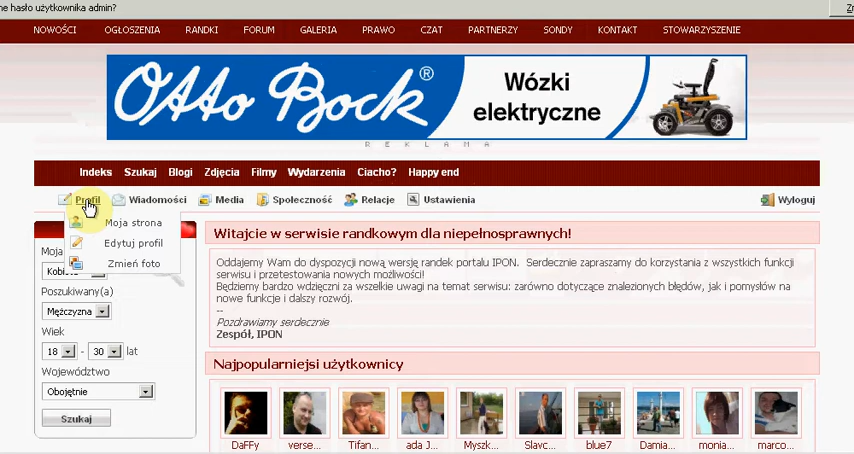 ne hasło użytkownika admin?
NOWOŚCI OGŁOSZENIA RANDKI FORUM GALERIA PRAWO CZAT PARTNERZY SONDY KONTAKT STOWARZYSZENIE
Otto Bock®
Wózki
elektryczne
R E K L A M A
Indeks Szukaj Blogi Zdjęcia Filmy Wydarzenia Ciacho? Happy end
Profil Wiadomości Media Społeczność Relacje Ustawienia Wyloguj
Moja strona
Edytuj profil
Zmień foto
Moja
Kobie
Poszukiwany(a)
Mężczyzna
Wiek
18 - 30 lat
Województwo
Obojętnie
Szukaj
Witajcie w serwisie randkowym dla niepełnosprawnych!
Oddajemy Wam do dyspozycji nową wersję randek portalu IPON. Serdecznie zapraszamy do korzystania z wszystkich funkcji
serwisu i przetestowania nowych możliwości!
Będziemy bardzo wdzięczni za wszelkie uwagi na temat serwisu: zarówno dotyczące znalezionych błędów, jak i pomysłów na
nowe funkcje i dalszy rozwój.
--
Pozdrawiamy serdecznie
Zespół, IPON
Najpopularniejsi użytkownicy
DaFFy verse... Tifan... ada J... Myszk... Slavc... blue7 Damia... monia... marco...